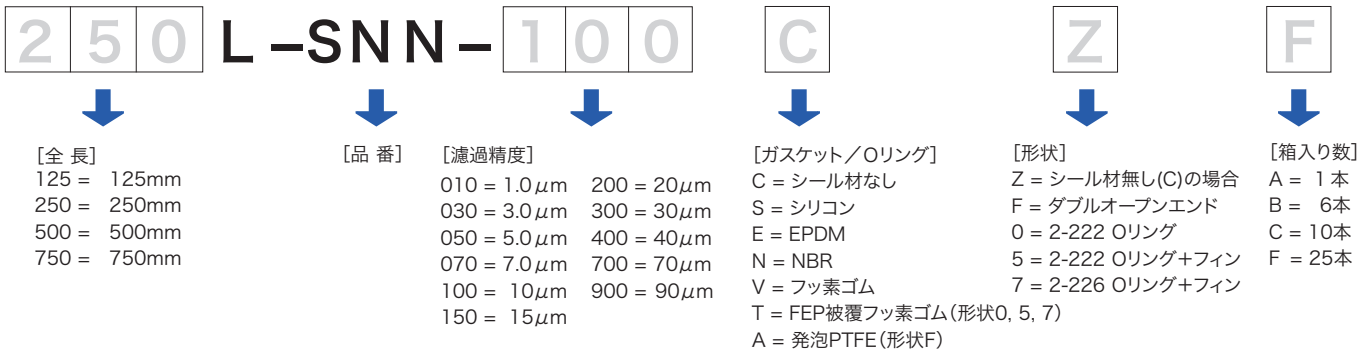 250 L-SNN-100 C Z F
[全 長]
125 = 125mm
250 = 250mm
500 = 500mm
750 = 750mm
[品 番]
[濾過精度]
010 = 1.0μm 200 = 20μm
030 = 3.0μm 300 = 30μm
050 = 5.0μm 400 = 40μm
070 = 7.0μm 700 = 70μm
100 = 10μm 900 = 90μm
150 = 15μm
[ガスケット／Oリング]
C = シール材なし
S = シリコン
E = EPDM
N = NBR
V = フッ素ゴム
T = FEP被覆フッ素ゴム(形状0, 5, 7)
A = 発泡PTFE(形状F)
[形状]
Z = シール材無し(C)の場合
F = ダブルオープンエンド
0 = 2-222 Oリング
5 = 2-222 Oリング+フィン
7 = 2-226 Oリング+フィン
[箱入り数]
A = 1本
B = 6本
C = 10本
F = 25本